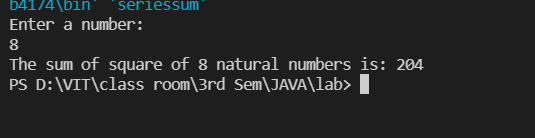 b4174\bin' 'seriessum'
Enter a number:
8
The sum of square of 8 natural numbers is: 204
PS D:\VIT\class room\3rd Sem\JAVA\lab>